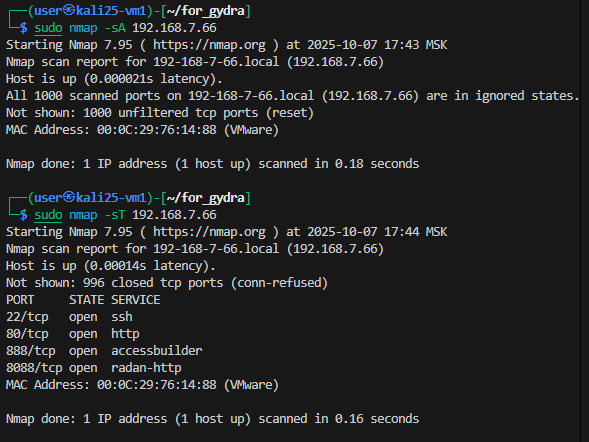 ┌──(user㉿kali25-vm1)-[~/for_gydra]
└─$ sudo nmap -sA 192.168.7.66
Starting Nmap 7.95 ( https://nmap.org ) at 2025-10-07 17:43 MSK
Nmap scan report for 192-168-7-66.local (192.168.7.66)
Host is up (0.000021s latency).
All 1000 scanned ports on 192-168-7-66.local (192.168.7.66) are in ignored states.
Not shown: 1000 unfiltered tcp ports (reset)
MAC Address: 00:0C:29:76:14:88 (VMware)

Nmap done: 1 IP address (1 host up) scanned in 0.18 seconds

┌──(user㉿kali25-vm1)-[~/for_gydra]
└─$ sudo nmap -sT 192.168.7.66
Starting Nmap 7.95 ( https://nmap.org ) at 2025-10-07 17:44 MSK
Nmap scan report for 192-168-7-66.local (192.168.7.66)
Host is up (0.00014s latency).
Not shown: 996 closed tcp ports (conn-refused)
PORT     STATE SERVICE
22/tcp   open  ssh
80/tcp   open  http
888/tcp  open  accessbuilder
8088/tcp open  radan-http
MAC Address: 00:0C:29:76:14:88 (VMware)

Nmap done: 1 IP address (1 host up) scanned in 0.16 seconds